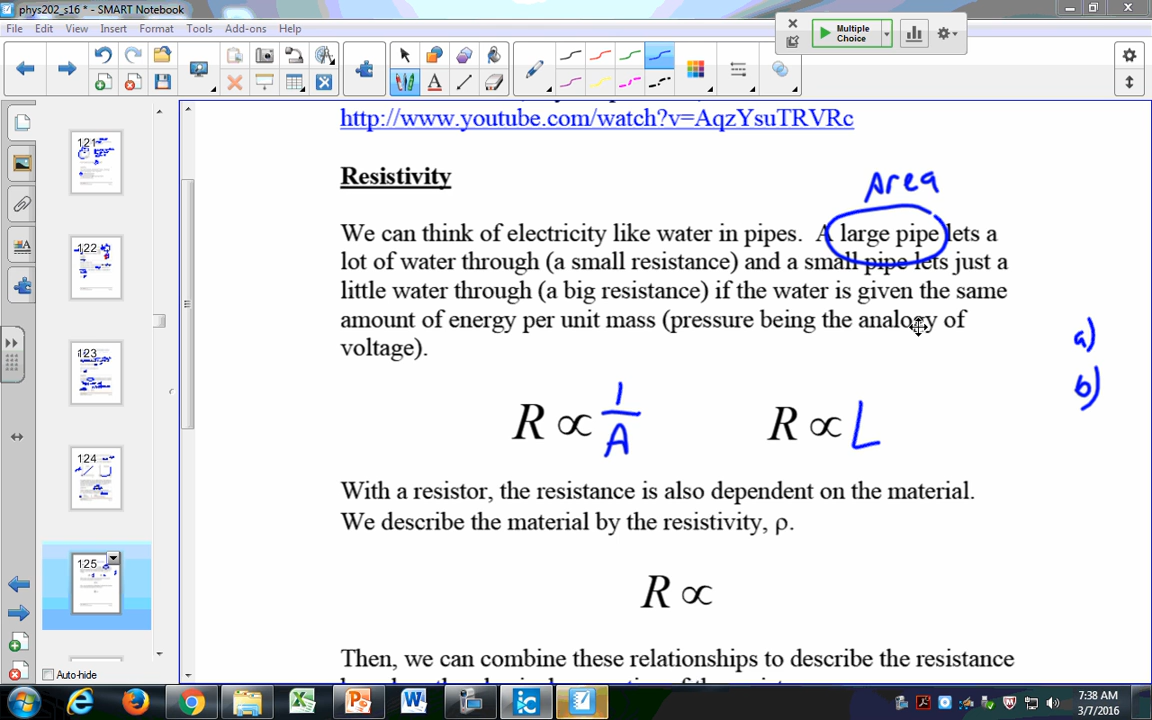 phys202_s16 * - SMART Notebook
File Edit View Insert Format Tools Add-ons Help
Multiple
Choice
http://www.youtube.com/watch?v=AqzYsuTRVRc
Resistivity
Area
We can think of electricity like water in pipes. A large pipe lets a
lot of water through (a small resistance) and a small pipe lets just a
little water through (a big resistance) if the water is given the same
amount of energy per unit mass (pressure being the analogy of
voltage).
a)
b)
R ∝ 1/A R ∝ L
With a resistor, the resistance is also dependent on the material.
We describe the material by the resistivity, ρ.
R ∝
Then, we can combine these relationships to describe the resistance
121
122
123
124
125
Auto-hide
7:38 AM
3/7/2016